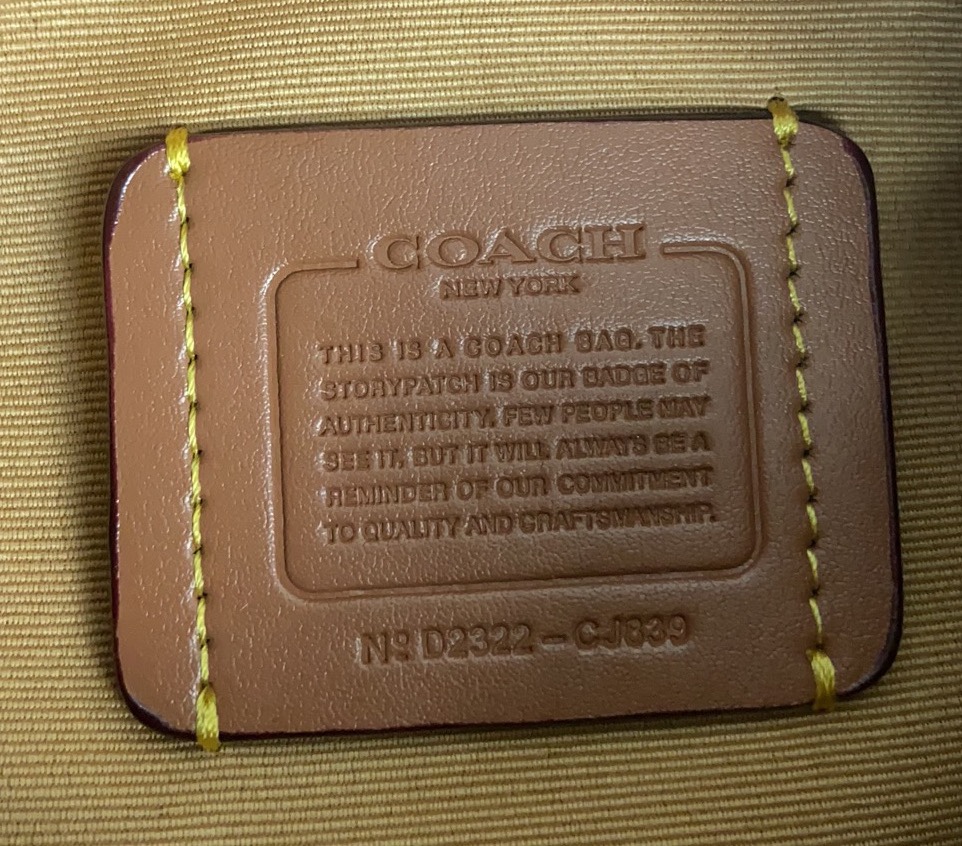 COACH
NEW YORK
THIS IS A COACH BAG. THE
STORYPATCH IS OUR BADGE OF
AUTHENTICITY. FEW PEOPLE MAY
SEE IT, BUT IT WILL ALWAYS BE A
REMINDER OF OUR COMMITMENT
TO QUALITY AND CRAFTSMANSHIP.
Nº D2322-CJ839